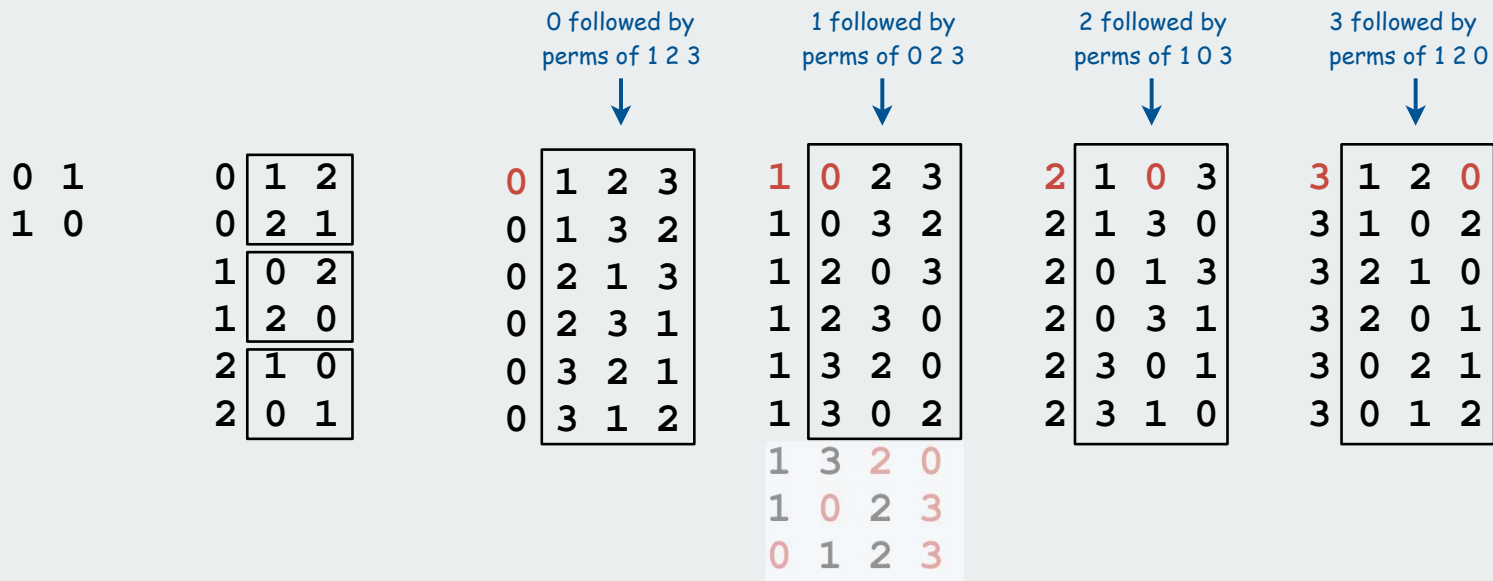 0 followed by
perms of 1 2 3
1 followed by
perms of 0 2 3
2 followed by
perms of 1 0 3
3 followed by
perms of 1 2 0
0 1
1 0
0 1 2
0 2 1
1 0 2
1 2 0
2 1 0
2 0 1
0 1 2 3
0 1 3 2
0 2 1 3
0 2 3 1
0 3 2 1
0 3 1 2
1 0 2 3
1 0 3 2
1 2 0 3
1 2 3 0
1 3 2 0
1 3 0 2
1 3 2 0
1 0 2 3
0 1 2 3
2 1 0 3
2 1 3 0
2 0 1 3
2 0 3 1
2 3 0 1
2 3 1 0
3 1 2 0
3 1 0 2
3 2 1 0
3 2 0 1
3 0 2 1
3 0 1 2